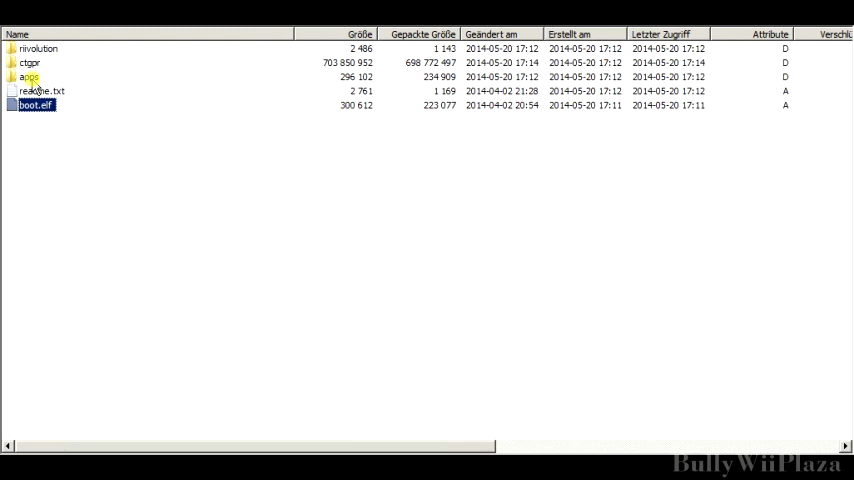 Name Größe Gepackte Größe Geändert am Erstellt am Letzter Zugriff Attribute Verschlü
riivolution 2 486 1 143 2014-05-20 17:12 2014-05-20 17:12 2014-05-20 17:12 D
ctgpr 703 850 952 698 772 497 2014-05-20 17:14 2014-05-20 17:12 2014-05-20 17:14 D
apps 296 102 234 909 2014-05-20 17:12 2014-05-20 17:12 2014-05-20 17:12 D
readme.txt 2 761 1 169 2014-04-02 21:28 2014-05-20 17:12 2014-05-20 17:12 A
boot.elf 300 612 223 077 2014-04-02 20:54 2014-05-20 17:11 2014-05-20 17:11 A
BullyWiiPlaza